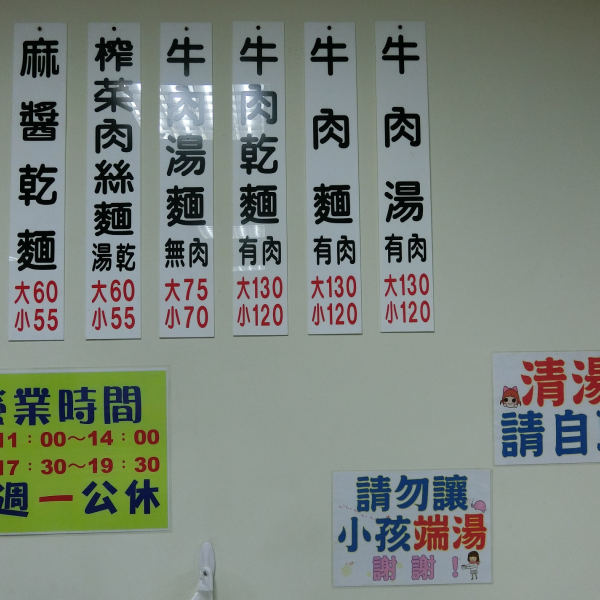 牛肉湯 有肉
大130
小120
牛肉麵 有肉
大130
小120
牛肉乾麵 有肉
大130
小120
牛肉湯麵 無肉
大75
小70
榨菜肉絲麵 湯乾
大60
小55
麻醬乾麵
大60
小55
營業時間
11：00～14：00
17：30～19：30
週一公休
請勿讓
小孩端湯
謝謝！
清湯
請自